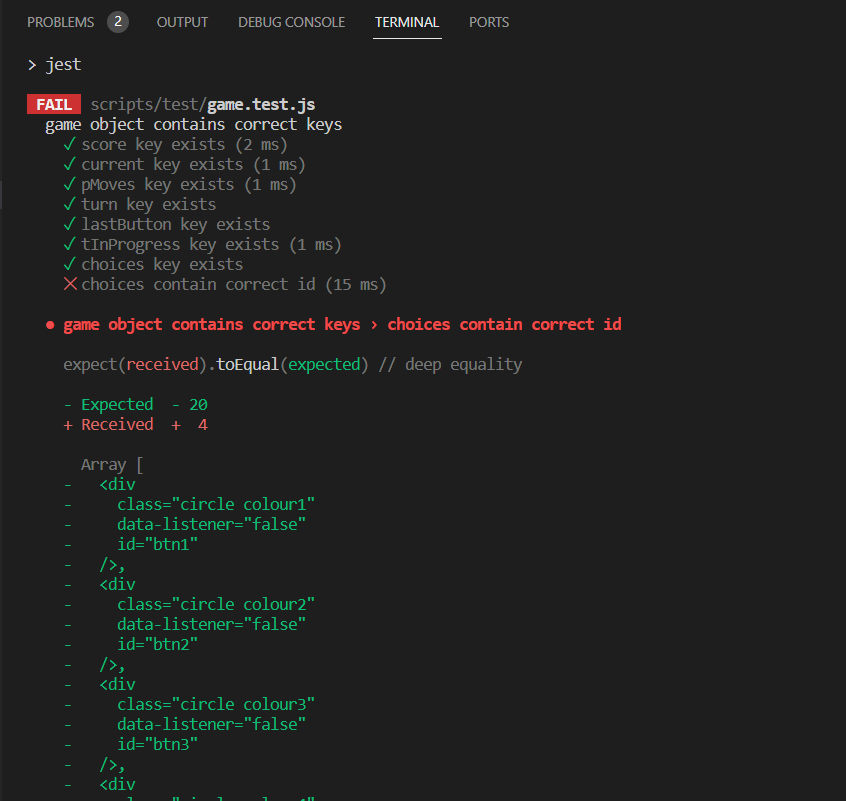 PROBLEMS 2 OUTPUT DEBUG CONSOLE TERMINAL PORTS
> jest
FAIL scripts/test/game.test.js
game object contains correct keys
✓ score key exists (2 ms)
✓ current key exists (1 ms)
✓ pMoves key exists (1 ms)
✓ turn key exists
✓ lastButton key exists
✓ tInProgress key exists (1 ms)
✓ choices key exists
✕ choices contain correct id (15 ms)
● game object contains correct keys › choices contain correct id
expect(received).toEqual(expected) // deep equality
- Expected - 20
+ Received + 4
Array [
- <div
- class="circle colour1"
- data-listener="false"
- id="btn1"
- />,
- <div
- class="circle colour2"
- data-listener="false"
- id="btn2"
- />,
- <div
- class="circle colour3"
- data-listener="false"
- id="btn3"
- />,
- <div